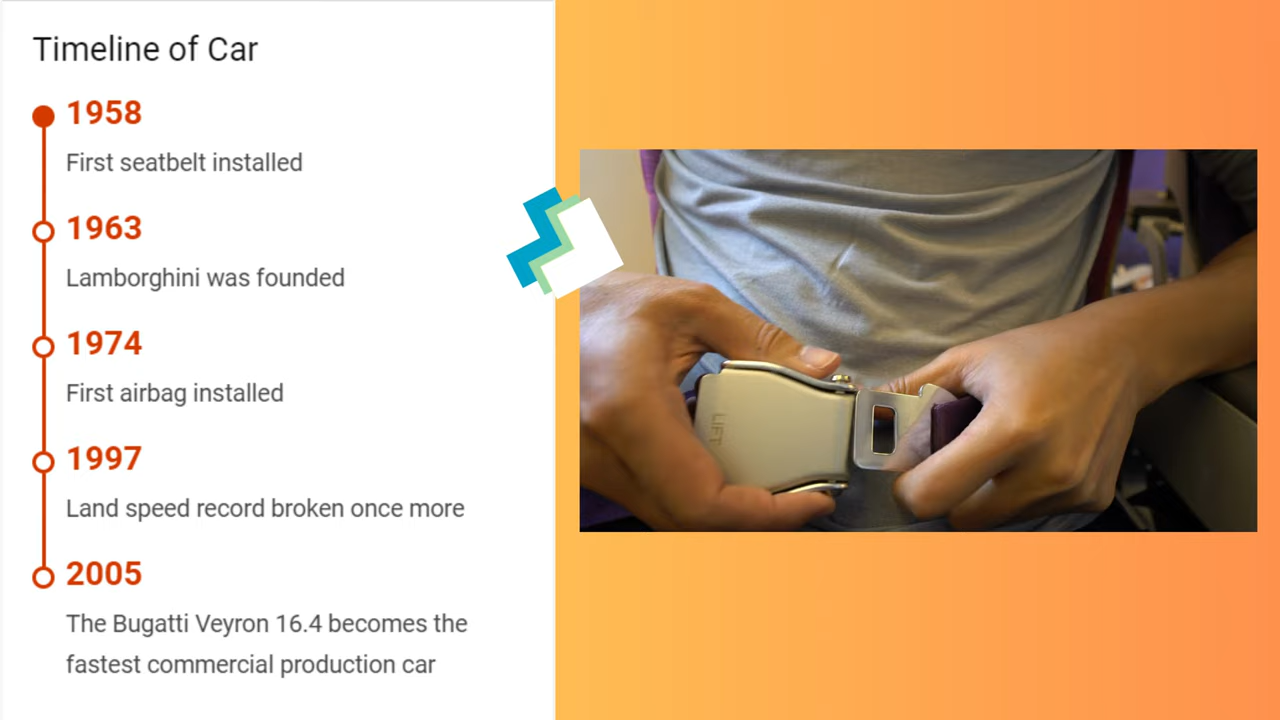 Timeline of Car
1958
First seatbelt installed
1963
Lamborghini was founded
1974
First airbag installed
1997
Land speed record broken once more
2005
The Bugatti Veyron 16.4 becomes the
fastest commercial production car
LIFT